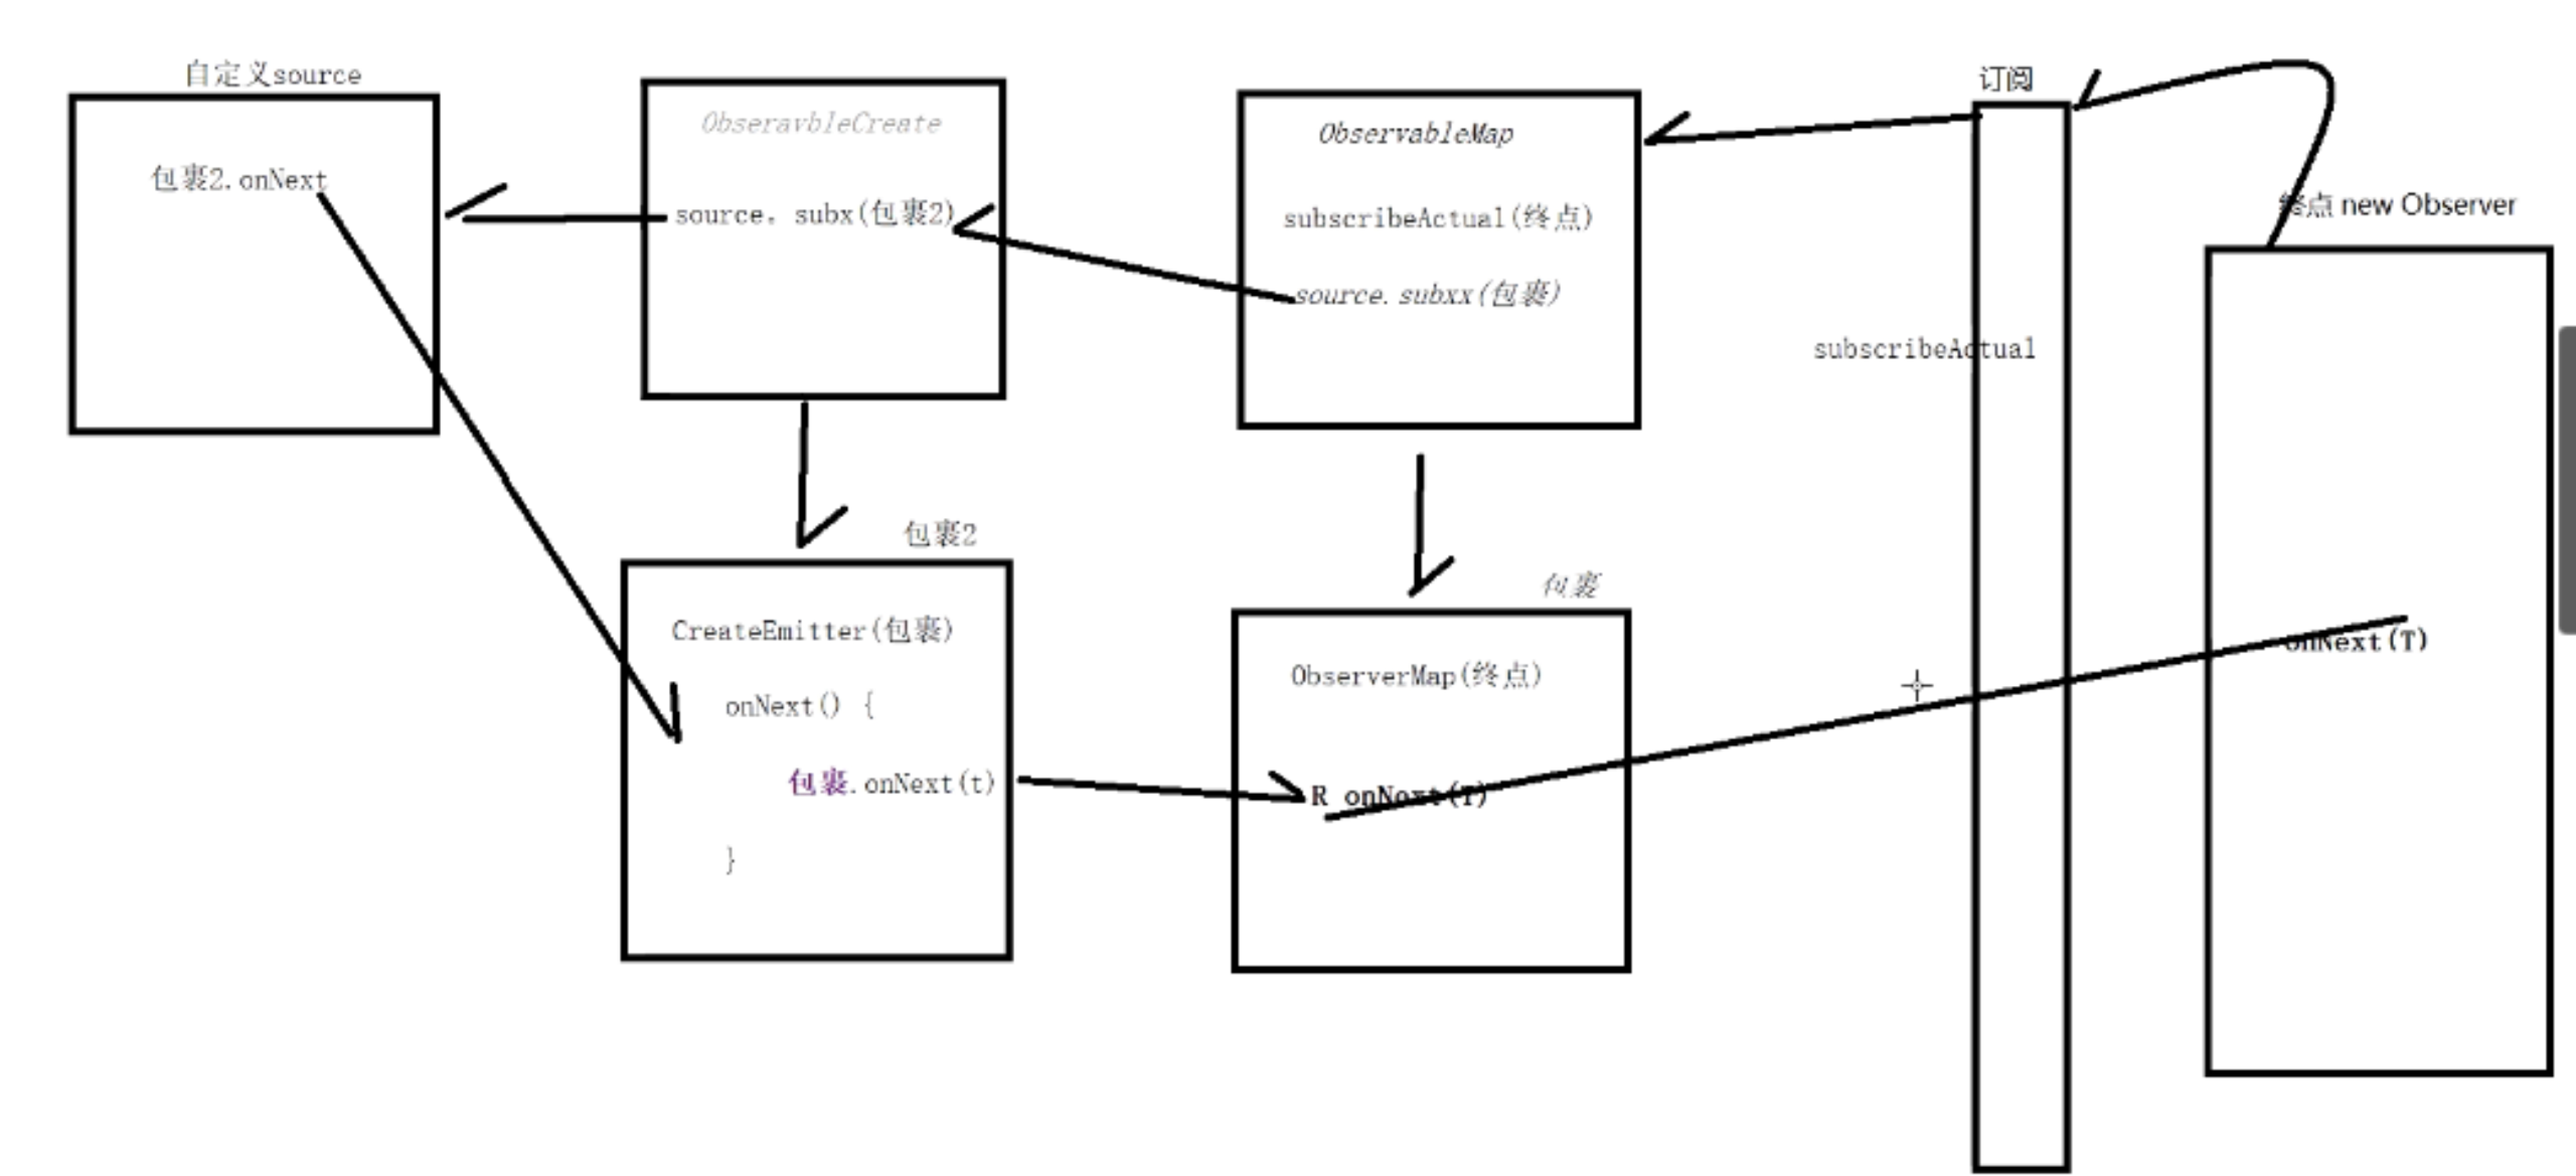 自定义source
包裹2.onNext
ObseravbleCreate
source。subx(包裹2)
包裹2
CreateEmitter(包裹)
onNext() {
包裹.onNext(t)
}
ObservableMap
subscribeActual(终点)
source.subxx(包裹)
包裹
ObserverMap(终点)
R onNext(T)
订阅
subscribeActual
终点 new Observer
onNext(T)